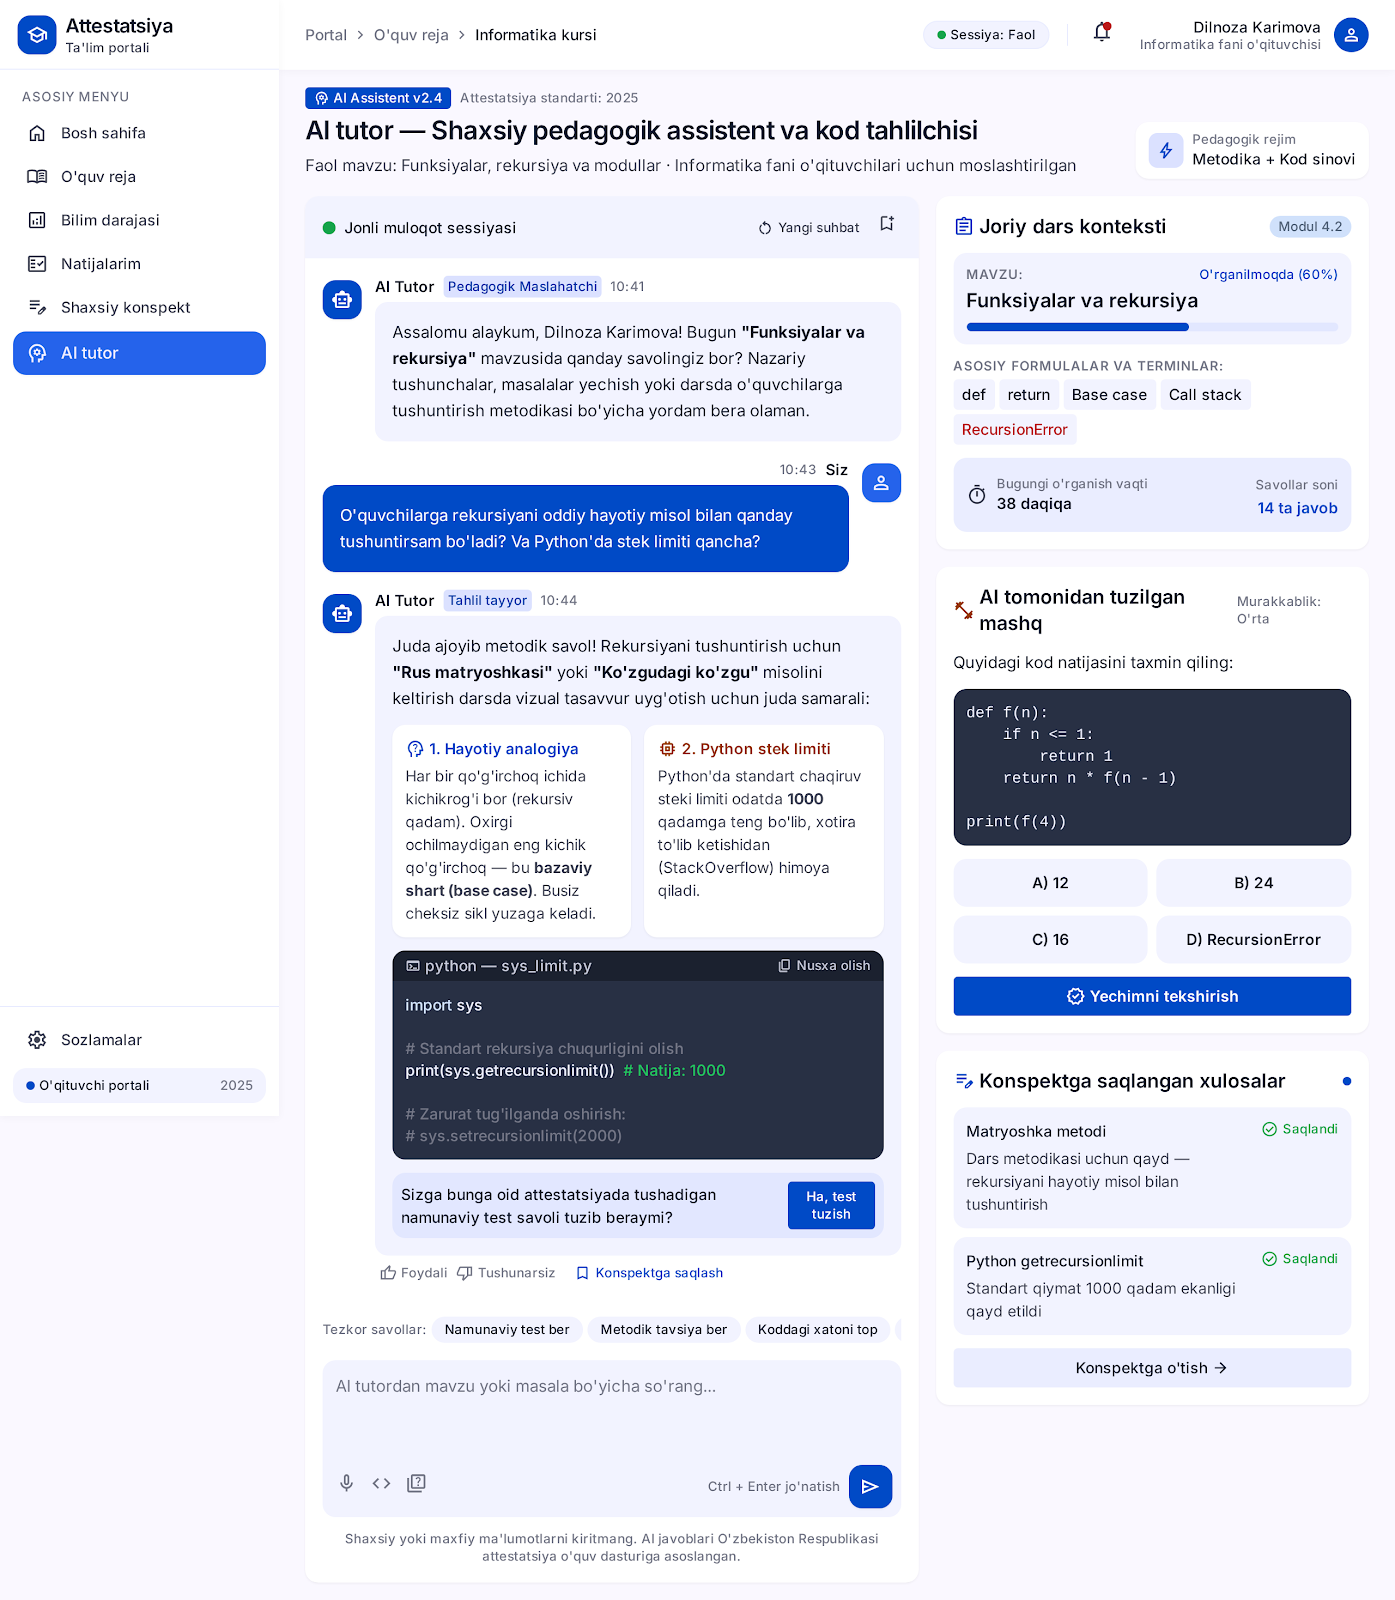 Attestatsiya
Ta'lim portali
ASOSIY MENYU
Bosh sahifa
O'quv reja
Bilim darajasi
Natijalarim
Shaxsiy konspekt
AI tutor
Sozlamalar
O'qituvchi portali 2025
Portal > O'quv reja > Informatika kursi
Sessiya: Faol
Dilnoza Karimova
Informatika fani o'qituvchisi
AI Assistent v2.4 Attestatsiya standarti: 2025
AI tutor — Shaxsiy pedagogik assistent va kod tahlilchisi
Faol mavzu: Funksiyalar, rekursiya va modullar · Informatika fani o'qituvchilari uchun moslashtirilgan
Pedagogik rejim
Metodika + Kod sinovi
Jonli muloqot sessiyasi
Yangi suhbat
AI Tutor Pedagogik Maslahatchi 10:41
Assalomu alaykum, Dilnoza Karimova! Bugun "Funksiyalar va
rekursiya" mavzusida qanday savolingiz bor? Nazariy
tushunchalar, masalalar yechish yoki darsda o'quvchilarga
tushuntirish metodikasi bo'yicha yordam bera olaman.
10:43 Siz
O'quvchilarga rekursiyani oddiy hayotiy misol bilan qanday
tushuntirsam bo'ladi? Va Python'da stek limiti qancha?
AI Tutor Tahlil tayyor 10:44
Juda ajoyib metodik savol! Rekursiyani tushuntirish uchun
"Rus matryoshkasi" yoki "Ko'zgudagi ko'zgu" misolini
keltirish darsda vizual tasavvur uyg'otish uchun juda samarali:
1. Hayotiy analogiya
Har bir qo'g'irchoq ichida
kichikrog'i bor (rekursiv
qadam). Oxirgi
ochilmaydigan eng kichik
qo'g'irchoq — bu bazaviy
shart (base case). Busiz
cheksiz sikl yuzaga keladi.
2. Python stek limiti
Python'da standart chaqiruv
steki limiti odatda 1000
qadamga teng bo'lib, xotira
to'lib ketishidan
(StackOverflow) himoya
qiladi.
python — sys_limit.py
Nusxa olish
import sys
# Standart rekursiya chuqurligini olish
print(sys.getrecursionlimit()) # Natija: 1000
# Zarurat tug'ilganda oshirish:
# sys.setrecursionlimit(2000)
Sizga bunga oid attestatsiyada tushadigan
namunaviy test savoli tuzib beraymi?
Ha, test
tuzish
Foydali
Tushunarsiz
Konspektga saqlash
Tezkor savollar: Namunaviy test ber Metodik tavsiya ber Koddagi xatoni top
AI tutordan mavzu yoki masala bo'yicha so'rang...
Ctrl + Enter jo'natish
Shaxsiy yoki maxfiy ma'lumotlarni kiritmang. AI javoblari O'zbekiston Respublikasi
attestatsiya o'quv dasturiga asoslangan.
Joriy dars konteksti
Modul 4.2
MAVZU:
O'rganilmoqda (60%)
Funksiyalar va rekursiya
ASOSIY FORMULALAR VA TERMINLAR:
def return Base case Call stack
RecursionError
Bugungi o'rganish vaqti
38 daqiqa
Savollar soni
14 ta javob
AI tomonidan tuzilgan
mashq
Murakkablik:
O'rta
Quyidagi kod natijasini taxmin qiling:
def f(n):
    if n <= 1:
        return 1
    return n * f(n - 1)
print(f(4))
A) 12
B) 24
C) 16
D) RecursionError
Yechimni tekshirish
Konspektga saqlangan xulosalar
Matryoshka metodi
Saqlandi
Dars metodikasi uchun qayd —
rekursiyani hayotiy misol bilan
tushuntirish
Python getrecursionlimit
Saqlandi
Standart qiymat 1000 qadam ekanligi
qayd etildi
Konspektga o'tish →